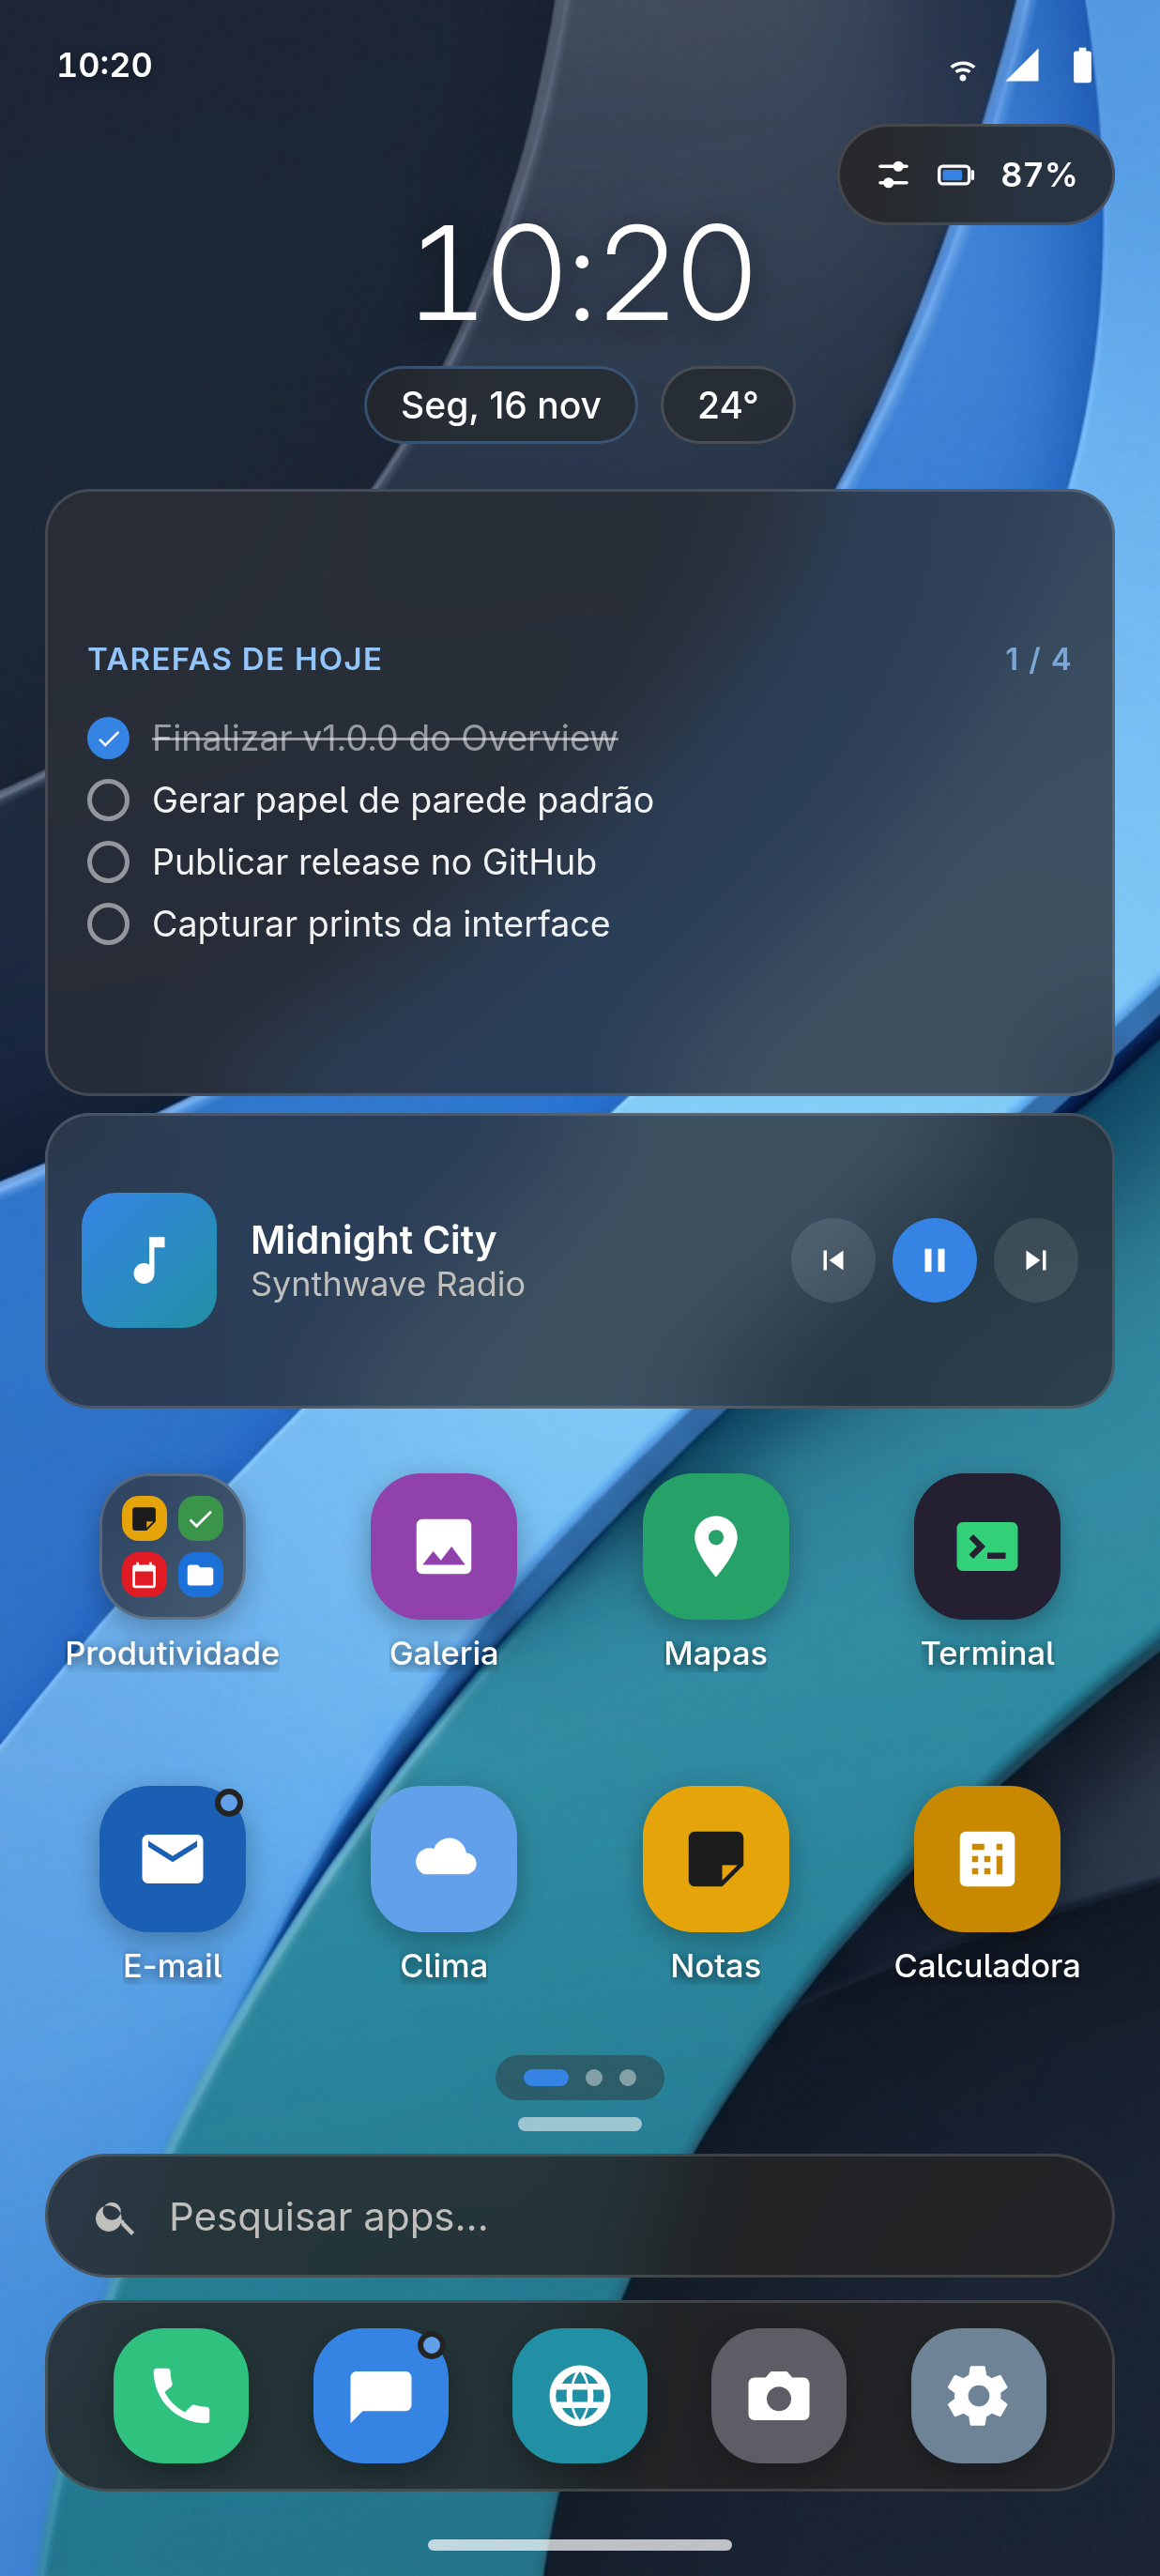 10:20
87%
10:20
Seg, 16 nov
24°
TAREFAS DE HOJE
1 / 4
Finalizar v1.0.0 do Overview
Gerar papel de parede padrão
Publicar release no GitHub
Capturar prints da interface
Midnight City
Synthwave Radio
Produtividade
Galeria
Mapas
Terminal
E-mail
Clima
Notas
Calculadora
Pesquisar apps...